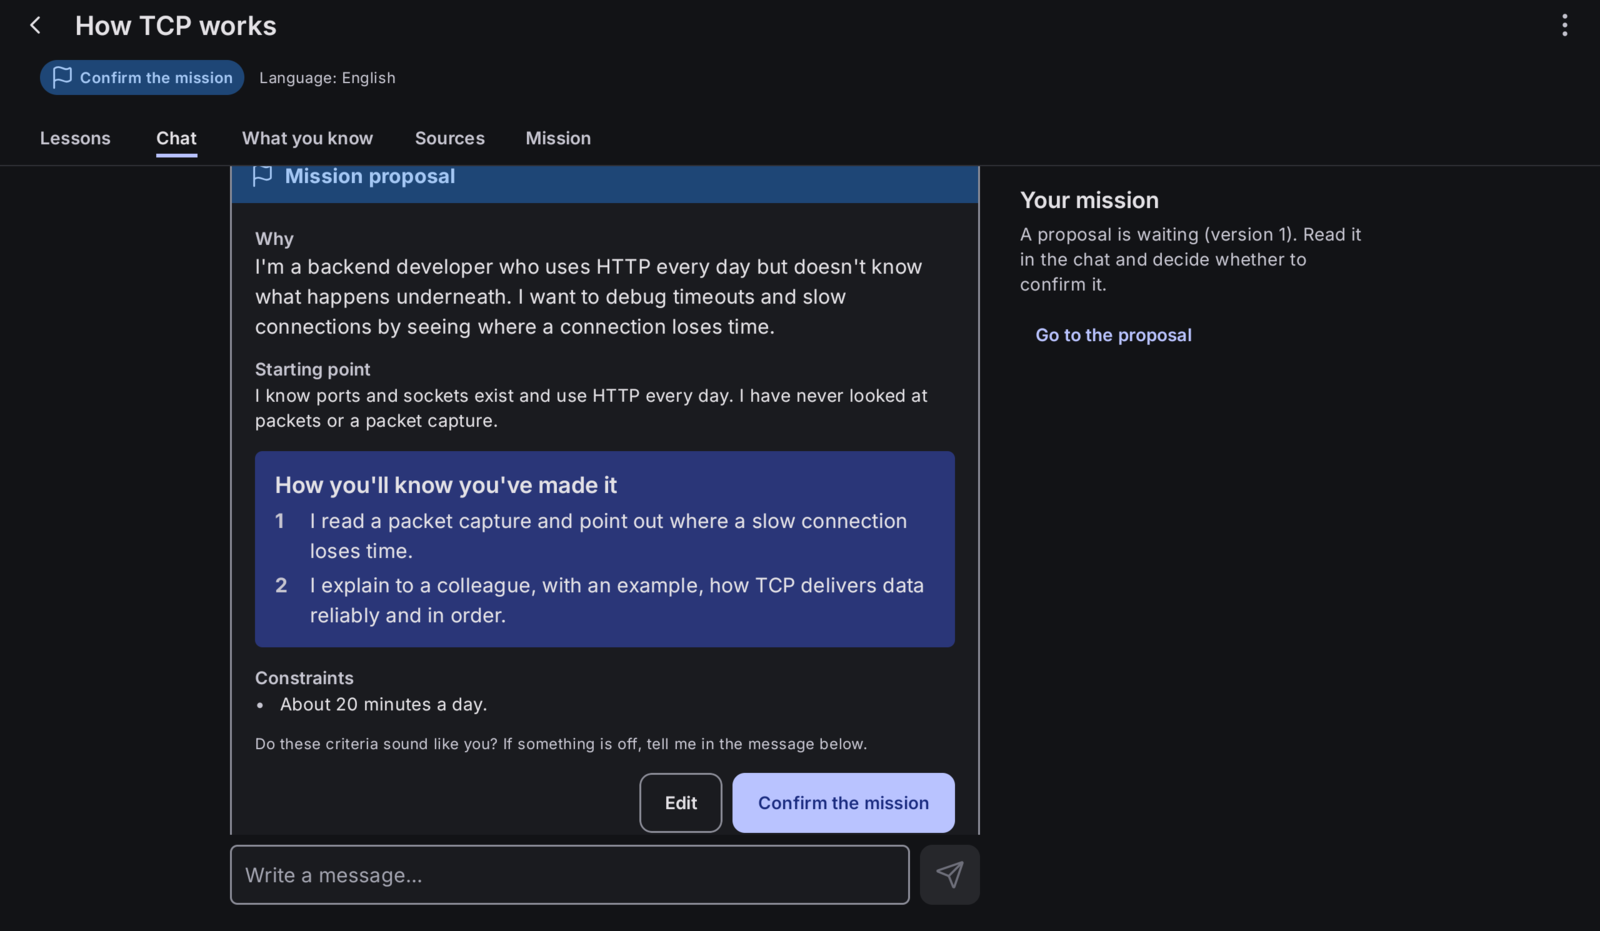 How TCP works
Confirm the mission
Language: English
Lessons
Chat
What you know
Sources
Mission
Mission proposal
Why
I'm a backend developer who uses HTTP every day but doesn't know
what happens underneath. I want to debug timeouts and slow
connections by seeing where a connection loses time.
Starting point
I know ports and sockets exist and use HTTP every day. I have never looked at
packets or a packet capture.
How you'll know you've made it
1 I read a packet capture and point out where a slow connection
loses time.
2 I explain to a colleague, with an example, how TCP delivers data
reliably and in order.
Constraints
• About 20 minutes a day.
Do these criteria sound like you? If something is off, tell me in the message below.
Edit
Confirm the mission
Write a message...
Your mission
A proposal is waiting (version 1). Read it
in the chat and decide whether to
confirm it.
Go to the proposal